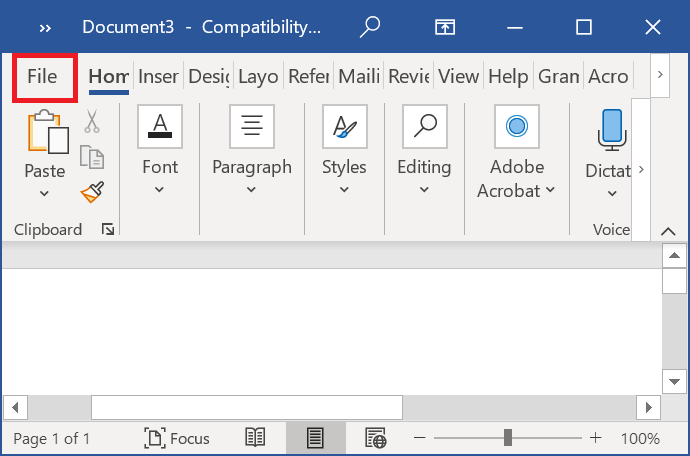 » Document3 - Compatibility...
File Hom Inser Desig Layo Refer Maili Revie View Help Gran Acro
Paste Font Paragraph Styles Editing Adobe Acrobat Dictat
Clipboard Voice
Page 1 of 1 Focus 100%